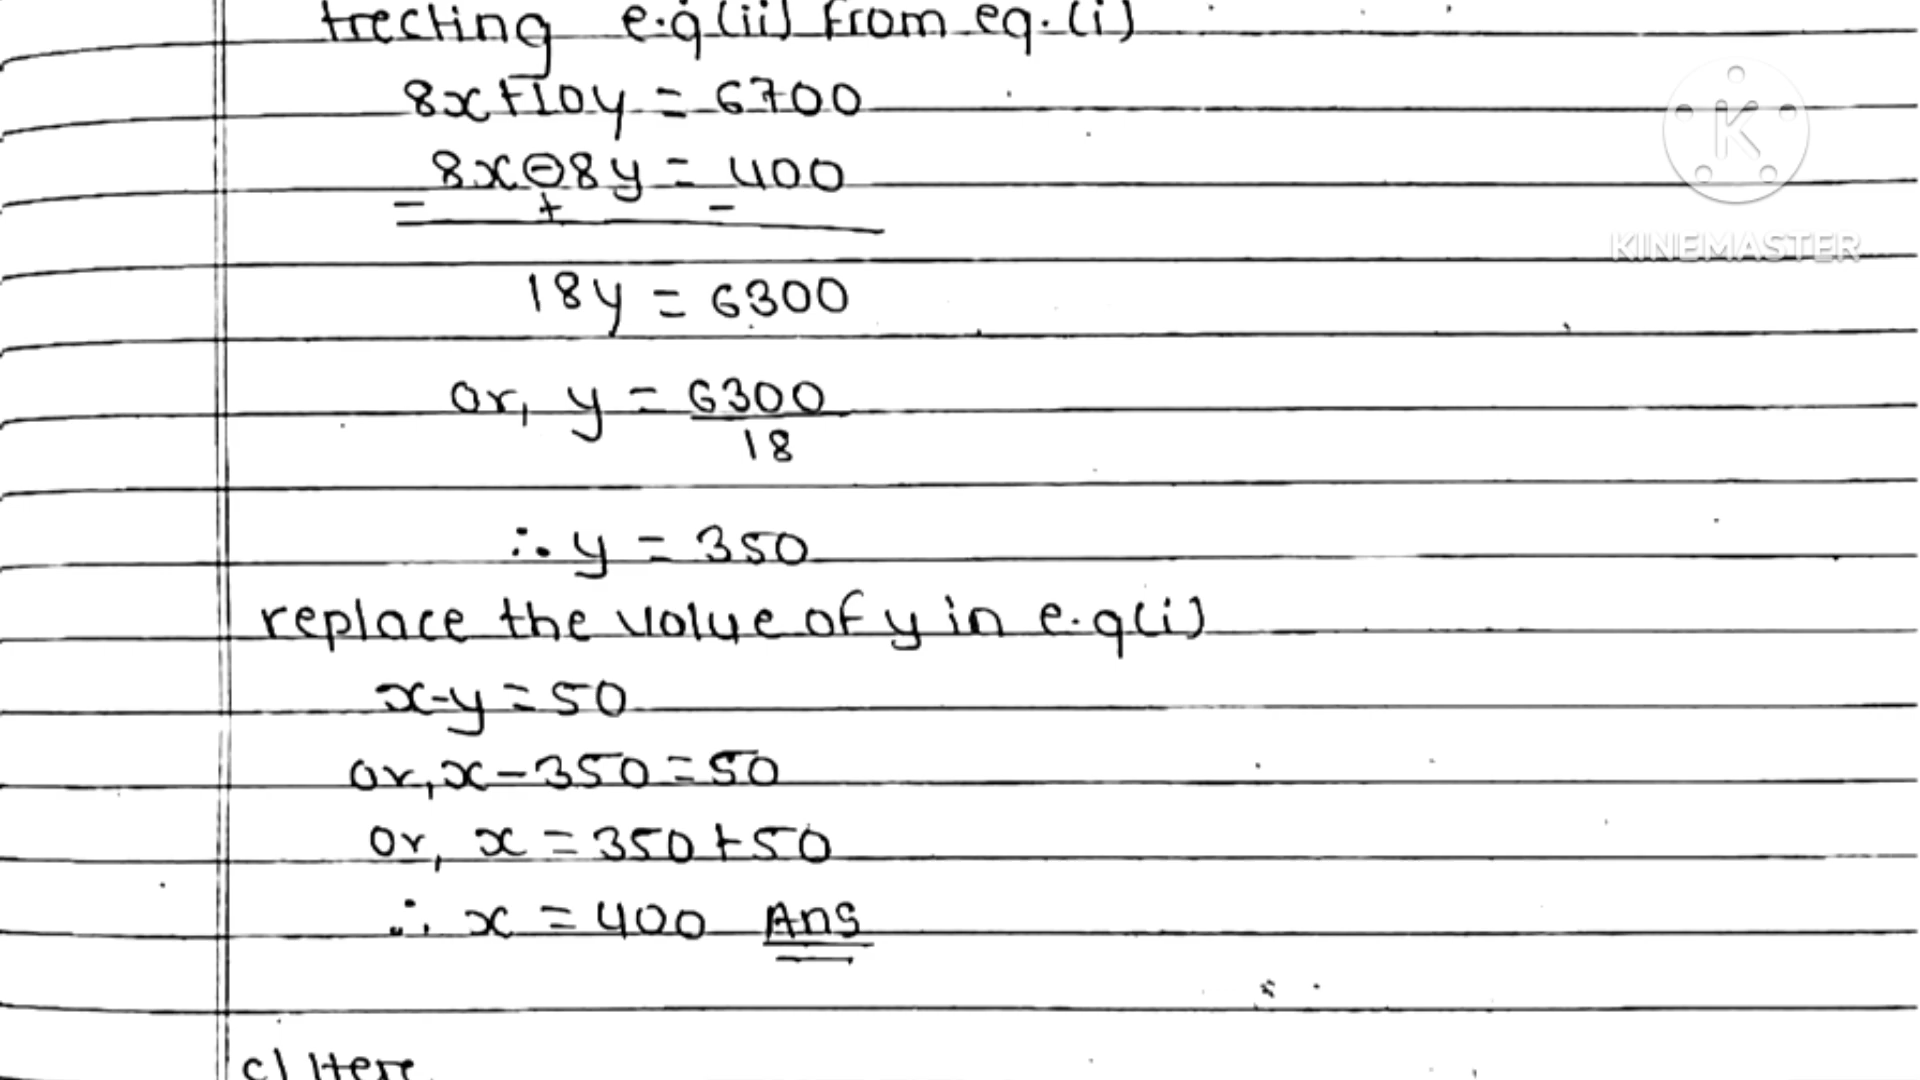 trecting e.q(ii) from eq.(i)
8x+10y = 6700
8x-8y = 400
- + -
18y = 6300
or, y = 6300
18
∴ y = 350
replace the value of y in e.q(i)
x-y=50
or, x-350=50
or, x = 350+50
∴ x = 400 Ans
c) Here
K
KINEMASTER